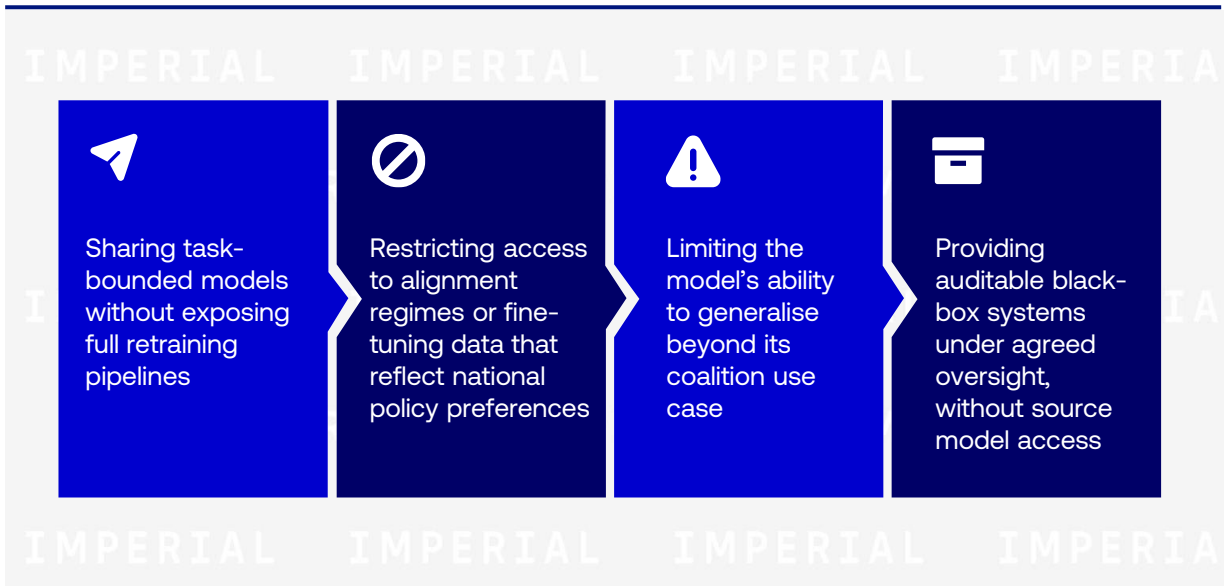 IMPERIAL IMPERIAL IMPERIAL IMPERIA
Sharing task-
bounded models
without exposing
full retraining
pipelines
Restricting access
to alignment
regimes or fine-
tuning data that
reflect national
policy preferences
Limiting the
model’s ability
to generalise
beyond its
coalition use
case
Providing
auditable black-
box systems
under agreed
oversight,
without source
model access
I
IA
IMPERIAL IMPERIAL IMPERIAL IMPERIA